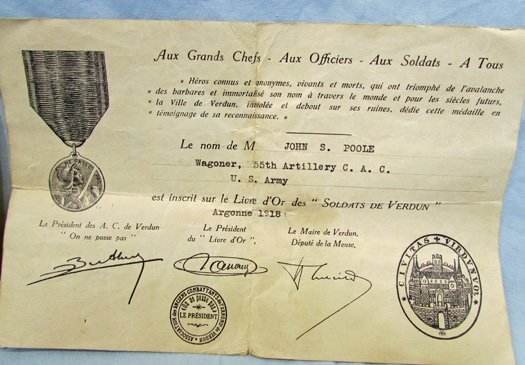 Aux Grands Chefs - Aux Officiers - Aux Soldats - A Tous
" Héros connus et anonymes, vivants et morts, qui ont triomphé de l'avalanche
des barbares et immortalisé son nom à travers le monde et pour les siècles futurs,
la Ville de Verdun, inviolée et debout sur ses ruines, dédie cette médaille en
témoignage de sa reconnaissance. "
Le nom de M JOHN S. POOLE
Wagoner, 55th Artillery C. A. C.
U. S. Army
est inscrit sur le Livre d'Or des " SOLDATS DE VERDUN "
Argonne 1918
Le Président des A. C. de Verdun
" On ne passe pas "
Le Président
du " Livre d'Or ",
Le Maire de Verdun,
Député de la Meuse,
LE PRÉSIDENT
CIVITAS VIRDUNUM